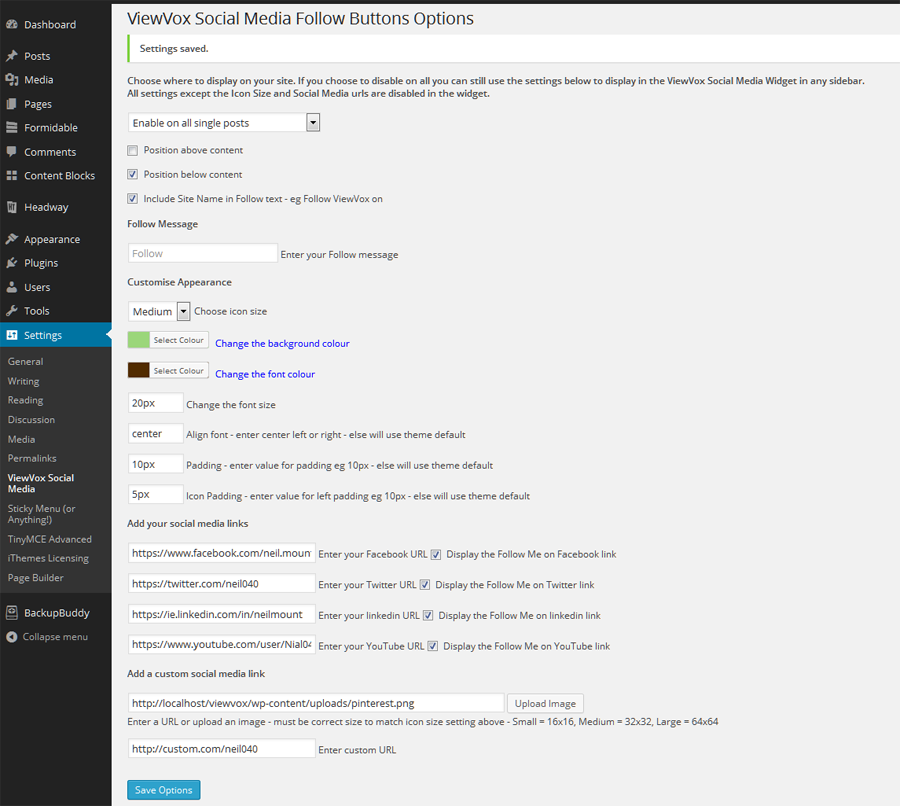 Dashboard
Posts
Media
Pages
Formidable
Comments
Content Blocks
Headway
Appearance
Plugins
Users
Tools
Settings
General
Writing
Reading
Discussion
Media
Permalinks
ViewVox Social
Media
Sticky Menu (or
Anything!)
TinyMCE Advanced
iThemes Licensing
Page Builder
BackupBuddy
Collapse menu
ViewVox Social Media Follow Buttons Options
Settings saved.
Choose where to display on your site. If you choose to disable on all you can still use the settings below to display in the ViewVox Social Media Widget in any sidebar.
All settings except the Icon Size and Social Media urls are disabled in the widget.
Enable on all single posts
Position above content
Position below content
Include Site Name in Follow text - eg Follow ViewVox on
Follow Message
Follow Enter your Follow message
Customise Appearance
Medium Choose icon size
Select Colour Change the background colour
Select Colour Change the font colour
20px Change the font size
center Align font - enter center left or right - else will use theme default
10px Padding - enter value for padding eg 10px - else will use theme default
5px Icon Padding - enter value for left padding eg 10px - else will use theme default
Add your social media links
https://www.facebook.com/neil.moun Enter your Facebook URL Display the Follow Me on Facebook link
https://twitter.com/neil040 Enter your Twitter URL Display the Follow Me on Twitter link
https://ie.linkedin.com/in/neilmount Enter your linkedin URL Display the Follow Me on linkedin link
https://www.youtube.com/user/Nial04 Enter your YouTube URL Display the Follow Me on YouTube link
Add a custom social media link
http://localhost/viewvox/wp-content/uploads/pinterest.png Upload Image
Enter a URL or upload an image - must be correct size to match icon size setting above - Small = 16x16, Medium = 32x32, Large = 64x64
http://custom.com/neil040 Enter custom URL
Save Options